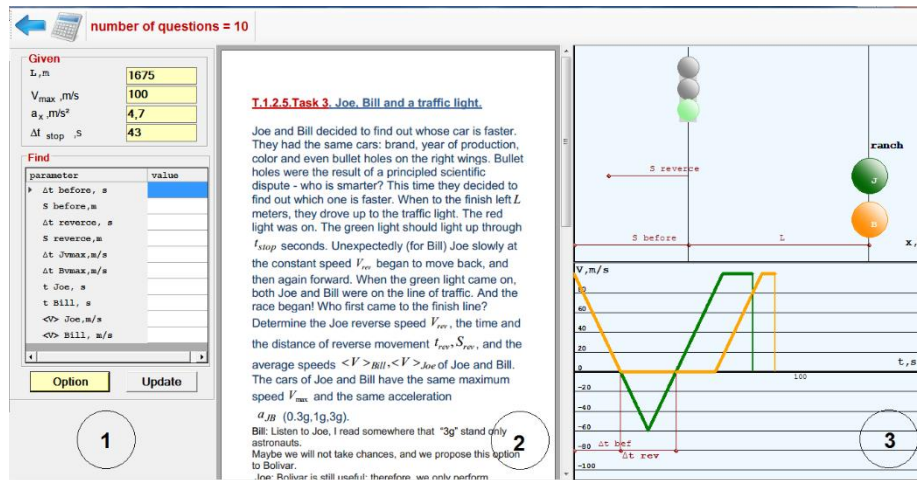 number of questions = 10
Given
L,m 1675
Vmax ,m/s 100
ax ,m/s² 4,7
Δt stop ,s 43
Find
parameter value
Δt before, s
S before,m
Δt reverce, s
S reverce,m
Δt Jvmax,m/s
Δt Bvmax,m/s
t Joe, s
t Bill, s
<V> Joe,m/s
<V> Bill, m/s
Option Update
1
T.1.2.5.Task 3. Joe, Bill and a traffic light.
Joe and Bill decided to find out whose car is faster.
They had the same cars: brand, year of production,
color and even bullet holes on the right wings. Bullet
holes were the result of a principled scientific
dispute - who is smarter? This time they decided to
find out which one is faster. When to the finish left L
meters, they drove up to the traffic light. The red
light was on. The green light should light up through
tstop seconds. Unexpectedly (for Bill) Joe slowly at
the constant speed Vrev began to move back, and
then again forward. When the green light came on,
both Joe and Bill were on the line of traffic. And the
race began! Who first came to the finish line?
Determine the Joe reverse speed Vrev, the time and
the distance of reverse movement trev, Srev, and the
average speeds <V>Bill,<V>Joe of Joe and Bill.
The cars of Joe and Bill have the same maximum
speed Vmax and the same acceleration
aJB (0.3g,1g,3g).
Bill: Listen to Joe, I read somewhere that "3g" stand only
astronauts.
Maybe we will not take chances, and we propose this option
to Bolivar.
Joe: Bolivar is still useful; therefore, we only perform
2
ranch
J
B
S reverce
S before
L
x,
V,m/s
80
60
40
20
0
t,s
100
-20
-40
-60
-80
-100
Δt bef
Δt rev
3